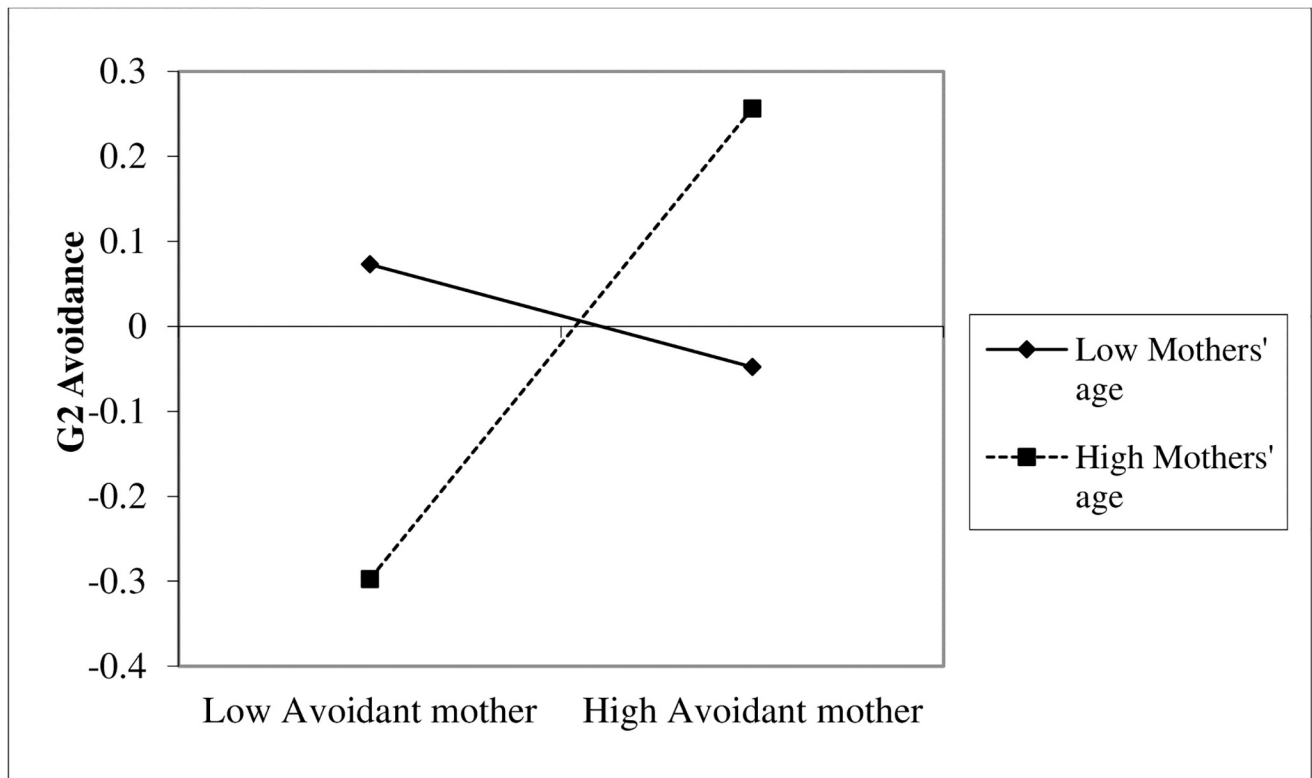 0.3
0.2
0.1
0
-0.1
-0.2
-0.3
-0.4
G2 Avoidance
Low Avoidant mother
High Avoidant mother
Low Mothers'
age
High Mothers'
age